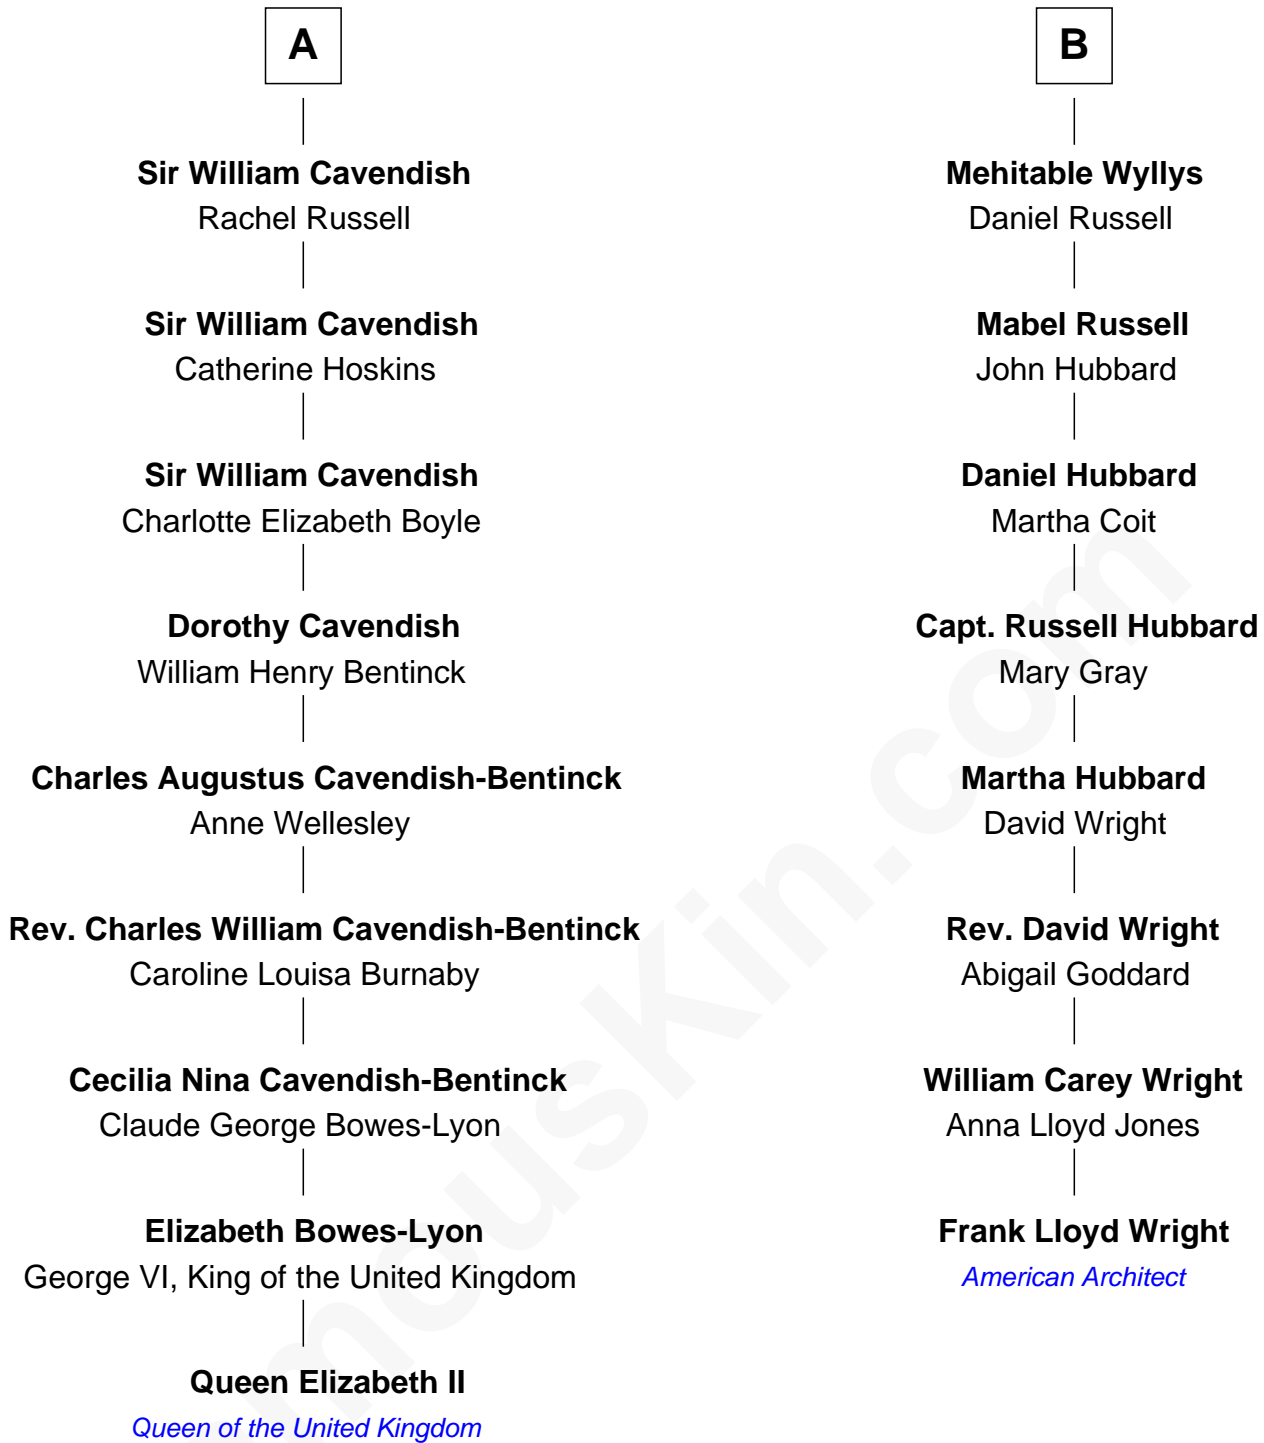 A
Sir William Cavendish
Rachel Russell
Sir William Cavendish
Catherine Hoskins
Sir William Cavendish
Charlotte Elizabeth Boyle
Dorothy Cavendish
William Henry Bentinck
Charles Augustus Cavendish-Bentinck
Anne Wellesley
Rev. Charles William Cavendish-Bentinck
Caroline Louisa Burnaby
Cecilia Nina Cavendish-Bentinck
Claude George Bowes-Lyon
Elizabeth Bowes-Lyon
George VI, King of the United Kingdom
Queen Elizabeth II
Queen of the United Kingdom
B
Mehitable Wyllys
Daniel Russell
Mabel Russell
John Hubbard
Daniel Hubbard
Martha Coit
Capt. Russell Hubbard
Mary Gray
Martha Hubbard
David Wright
Rev. David Wright
Abigail Goddard
William Carey Wright
Anna Lloyd Jones
Frank Lloyd Wright
American Architect
mousKin.com